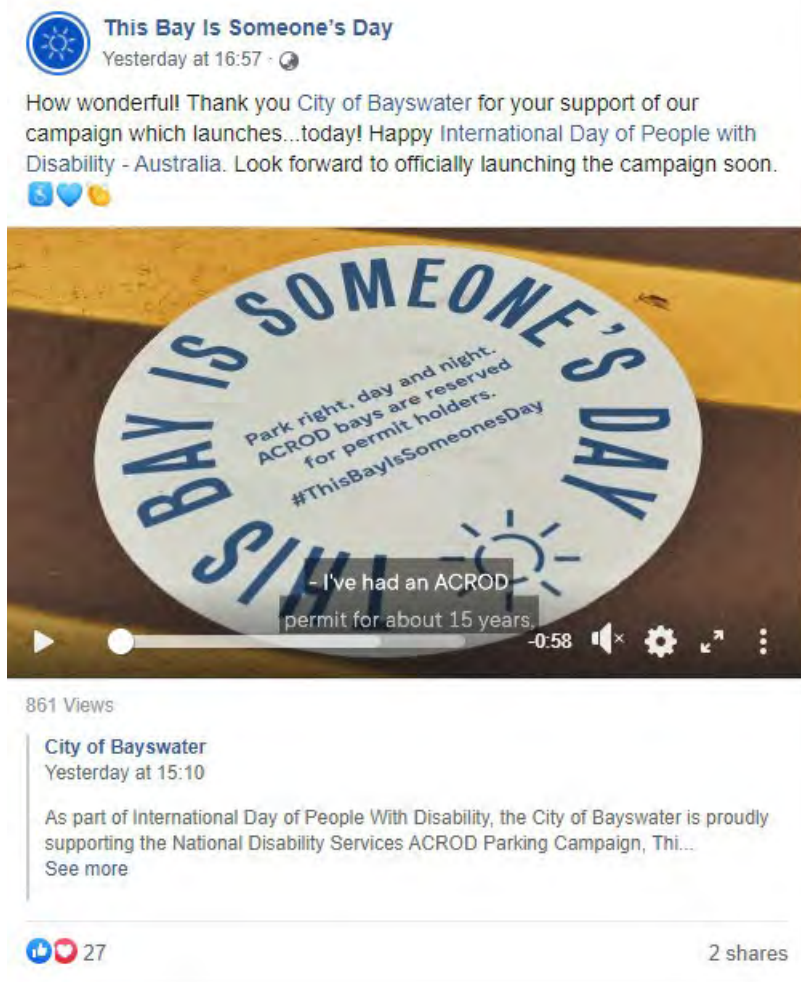 This Bay Is Someone's Day
Yesterday at 16:57 ·
How wonderful! Thank you City of Bayswater for your support of our
campaign which launches...today! Happy International Day of People with
Disability - Australia. Look forward to officially launching the campaign soon.
THIS BAY IS SOMEONE'S DAY
Park right, day and night.
ACROD bays are reserved
for permit holders.
#ThisBayIsSomeonesDay
- I've had an ACROD
permit for about 15 years,
-0:58
861 Views
City of Bayswater
Yesterday at 15:10
As part of International Day of People With Disability, the City of Bayswater is proudly
supporting the National Disability Services ACROD Parking Campaign, Thi...
See more
27
2 shares